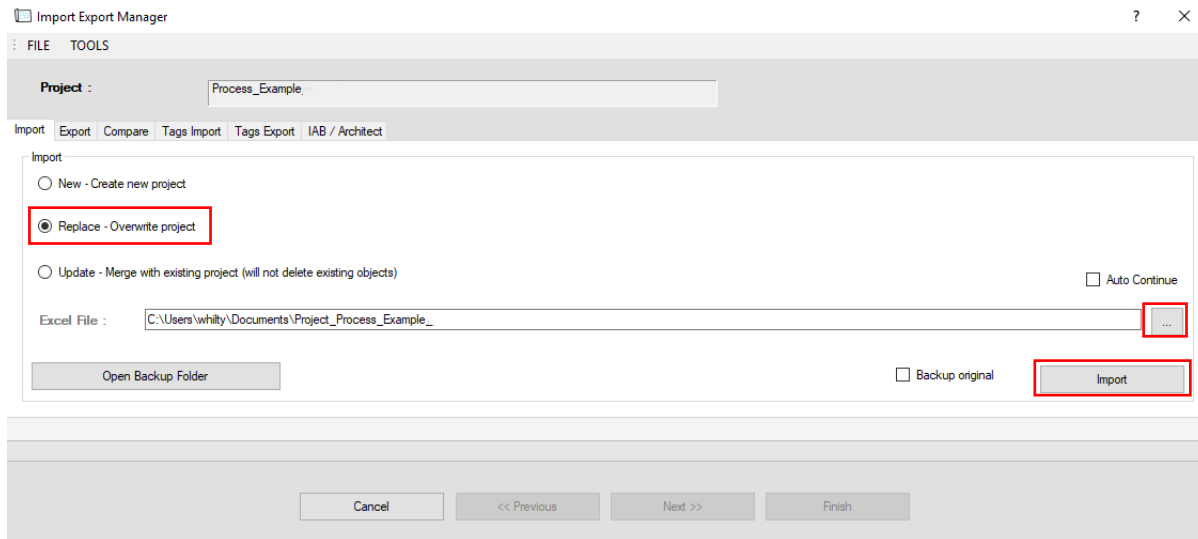 Import Export Manager
? X
FILE TOOLS
Project : Process_Example
Import Export Compare Tags Import Tags Export IAB / Architect
Import
New - Create new project
Replace - Overwrite project
Update - Merge with existing project (will not delete existing objects)
Auto Continue
Excel File : C:\Users\whilty\Documents\Project_Process_Example_ ...
Open Backup Folder Backup original Import
Cancel << Previous Next >> Finish